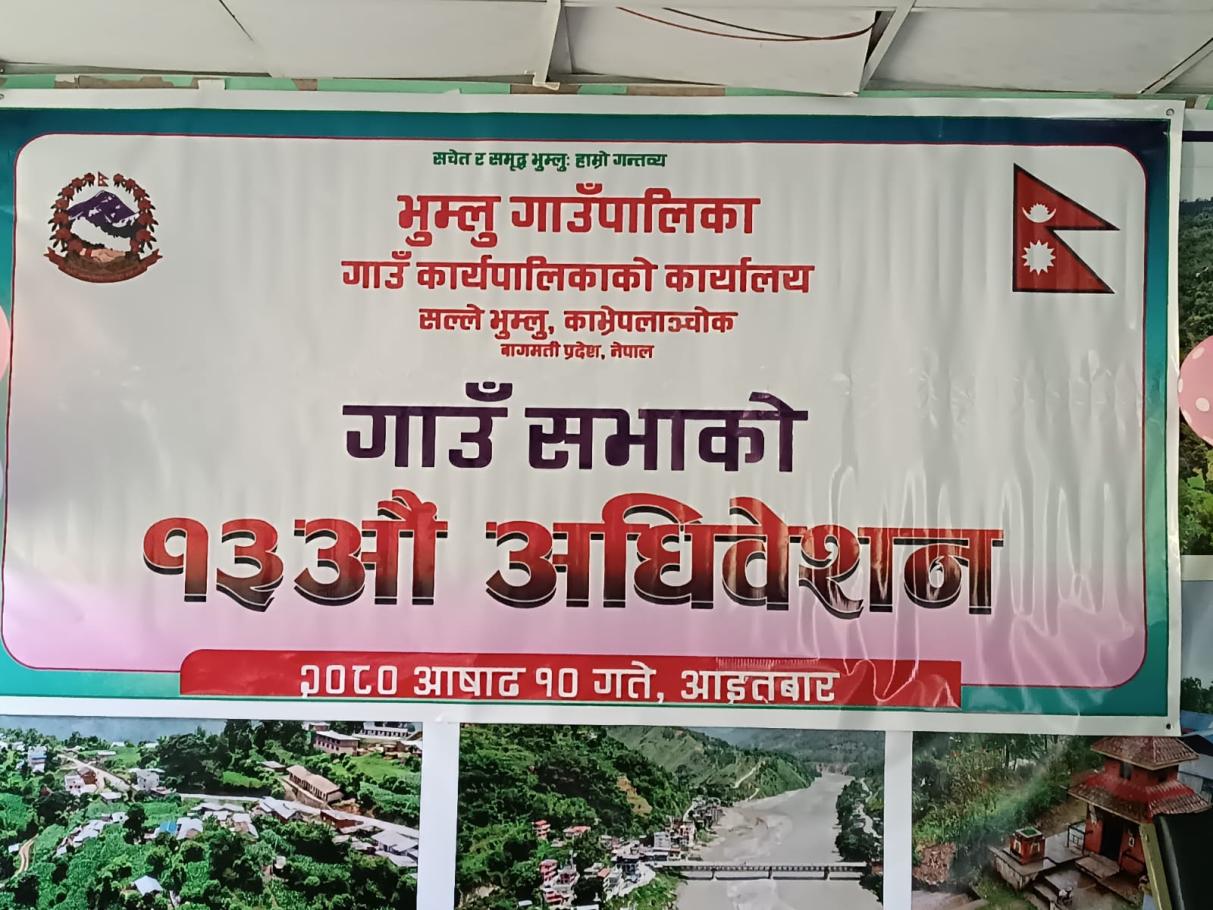 सचेत र समृद्ध भुम्लुः हाम्रो गन्तव्य
भुम्लु गाउँपालिका
गाउँ कार्यपालिकाको कार्यालय
सल्ले भुम्लु, काभ्रेपलाञ्चोक
बागमती प्रदेश, नेपाल
गाउँ सभाको
१३औं अधिवेशन
२०८० आषाढ १० गते, आइतबार